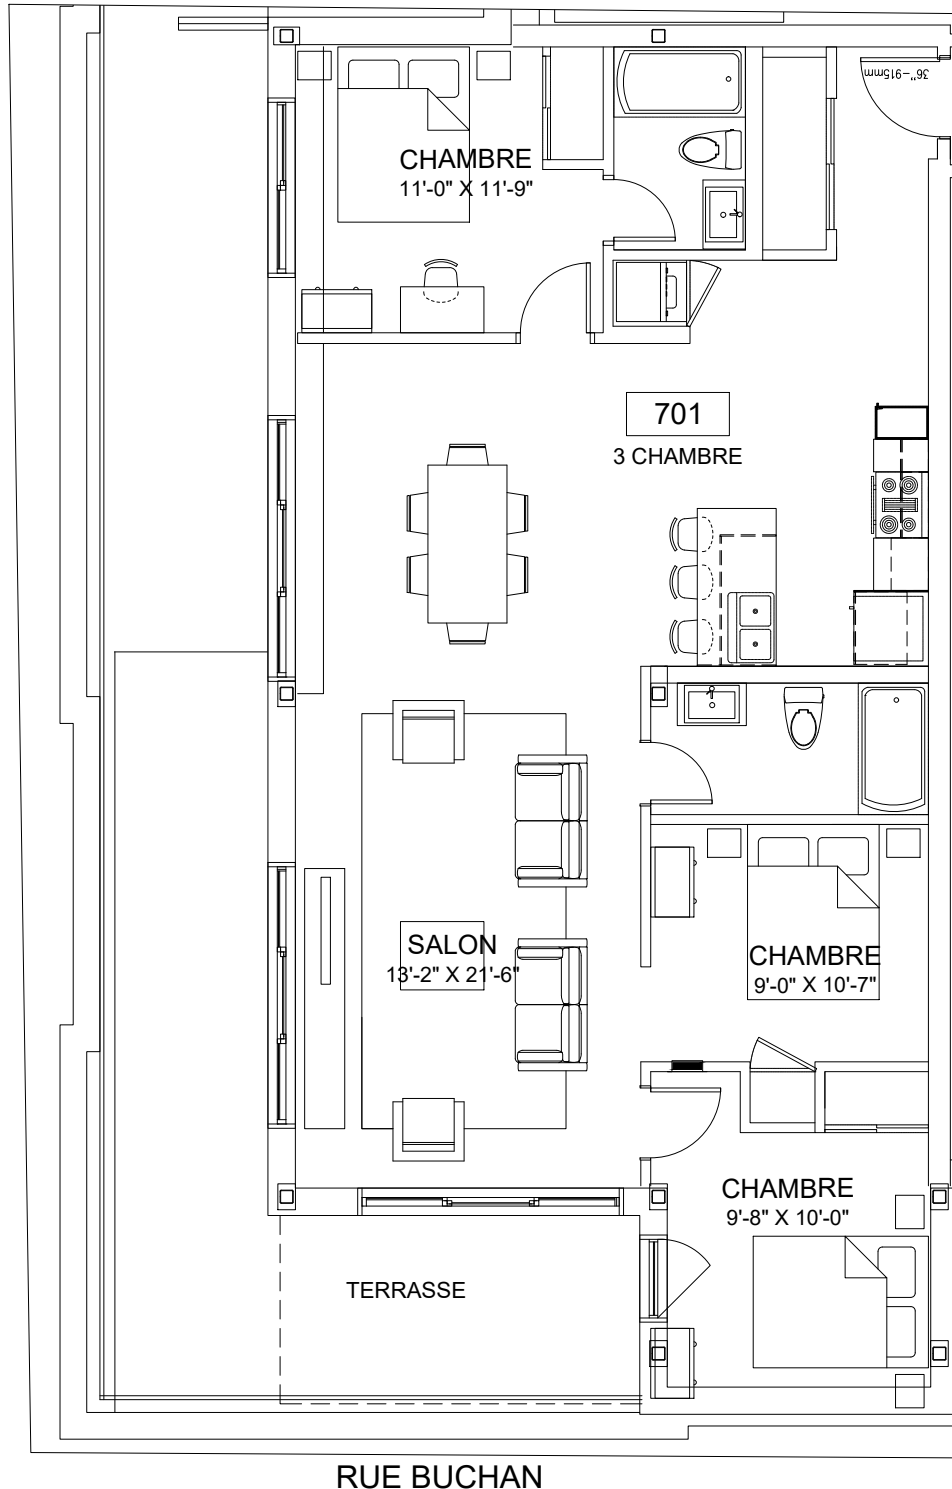 36"-915mm
CHAMBRE
11'-0" X 11'-9"
701
3 CHAMBRE
SALON
13'-2" X 21'-6"
CHAMBRE
9'-0" X 10'-7"
CHAMBRE
9'-8" X 10'-0"
TERRASSE
RUE BUCHAN